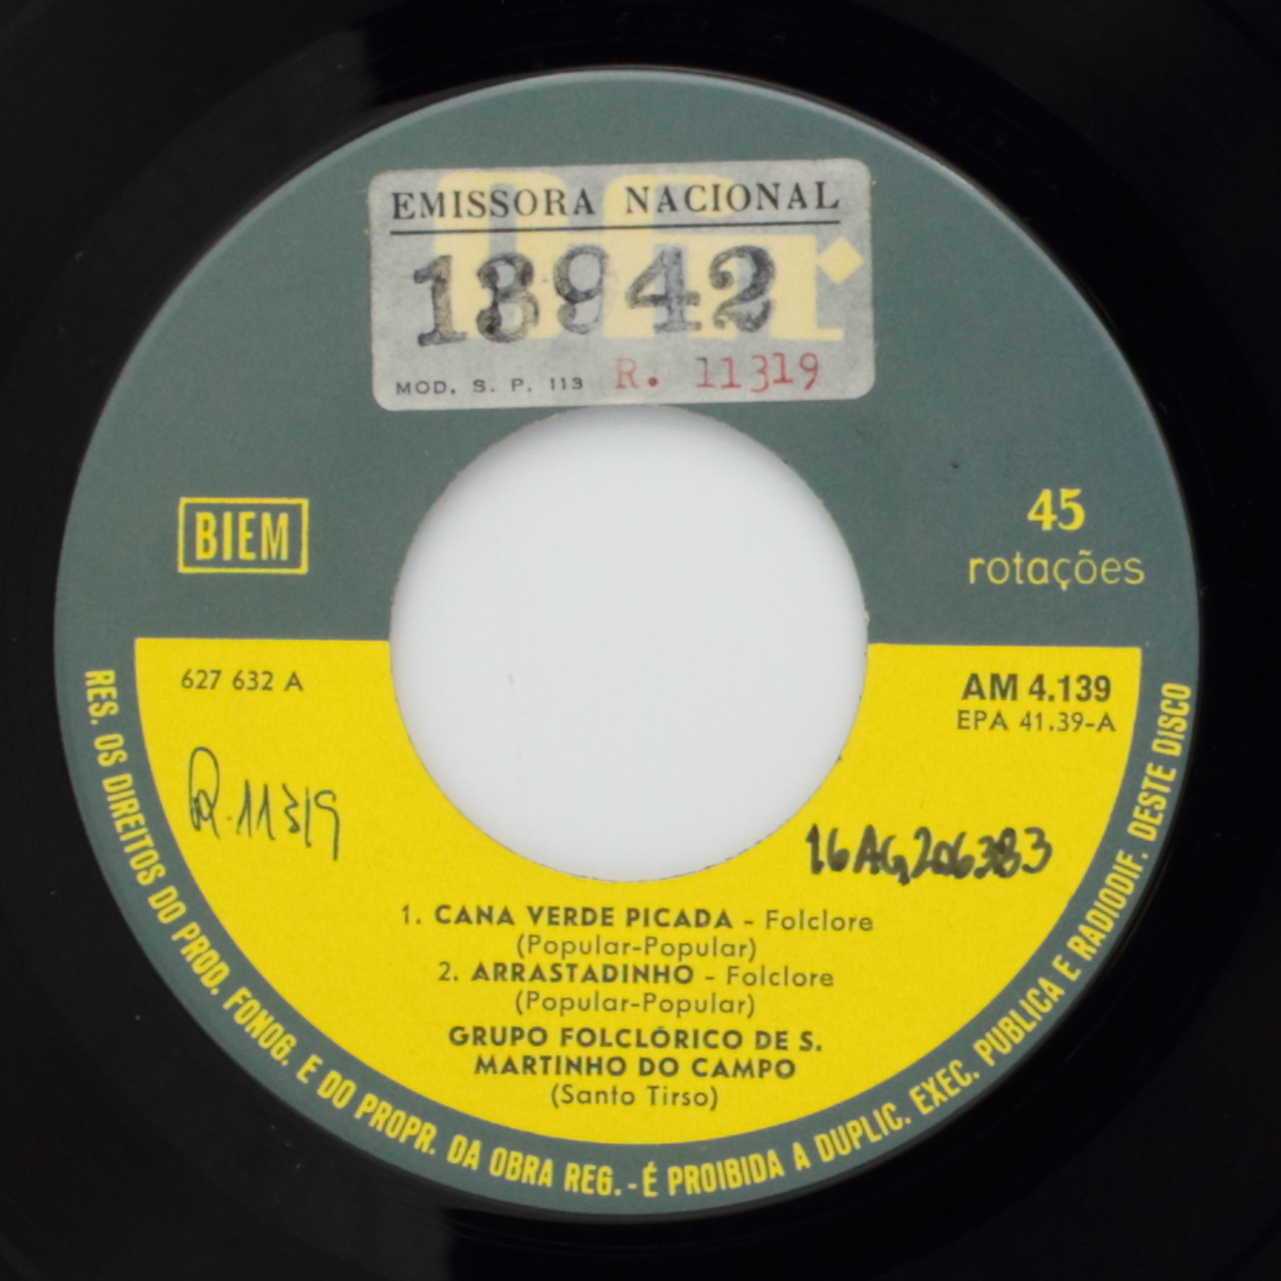 EMISSORA NACIONAL
18942
MOD. S. P. 113 R. 11319
BIEM
45
rotações
627 632 A
AM 4.139
EPA 41.39-A
R.11319
16AG206383
1. CANA VERDE PICADA - Folclore
(Popular-Popular)
2. ARRASTADINHO - Folclore
(Popular-Popular)
GRUPO FOLCLÓRICO DE S.
MARTINHO DO CAMPO
(Santo Tirso)
RES. OS DIREITOS DO PROD. FONOG. E DO PROPR. DA OBRA REG. - É PROIBIDA A DUPLIC. EXEC. PUBLICA E RADIODIF. DESTE DISCO